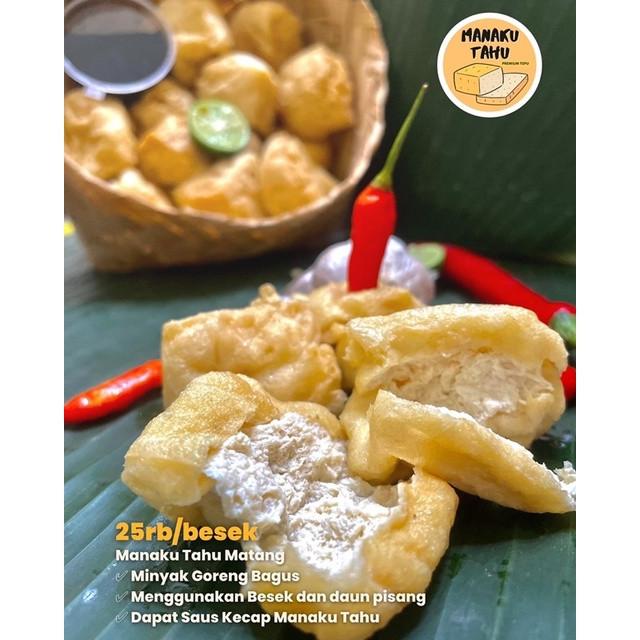 MANAKU
TAHU
PREMIUM TOFU
25rb/besek
Manaku Tahu Matang
✅ Minyak Goreng Bagus
✅ Menggunakan Besek dan daun pisang
✅ Dapat Saus Kecap Manaku Tahu